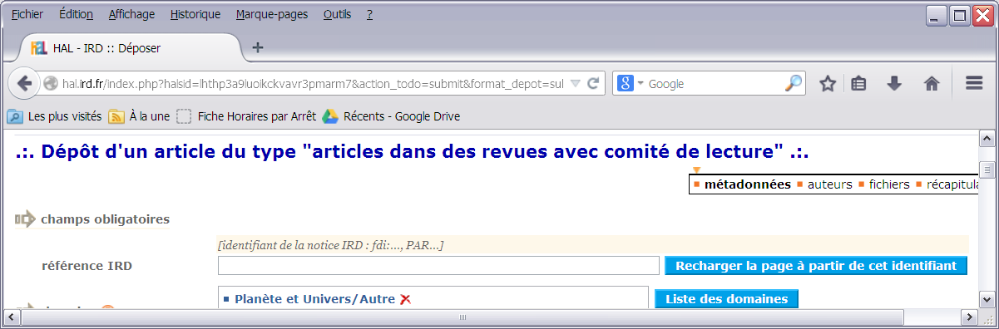 Fichier Édition Affichage Historique Marque-pages Outils ?
HAL - IRD :: Déposer
hal.ird.fr/index.php?halsid=lhthp3a9luoikckvavr3pmarm7&action_todo=submit&format_depot=sul
Google
Les plus visités À la une Fiche Horaires par Arrêt Récents - Google Drive
.:. Dépôt d'un article du type "articles dans des revues avec comité de lecture" .:.
métadonnées auteurs fichiers récapitula
champs obligatoires
[identifiant de la notice IRD : fdi:..., PAR...]
référence IRD Recharger la page à partir de cet identifiant
Planète et Univers/Autre Liste des domaines